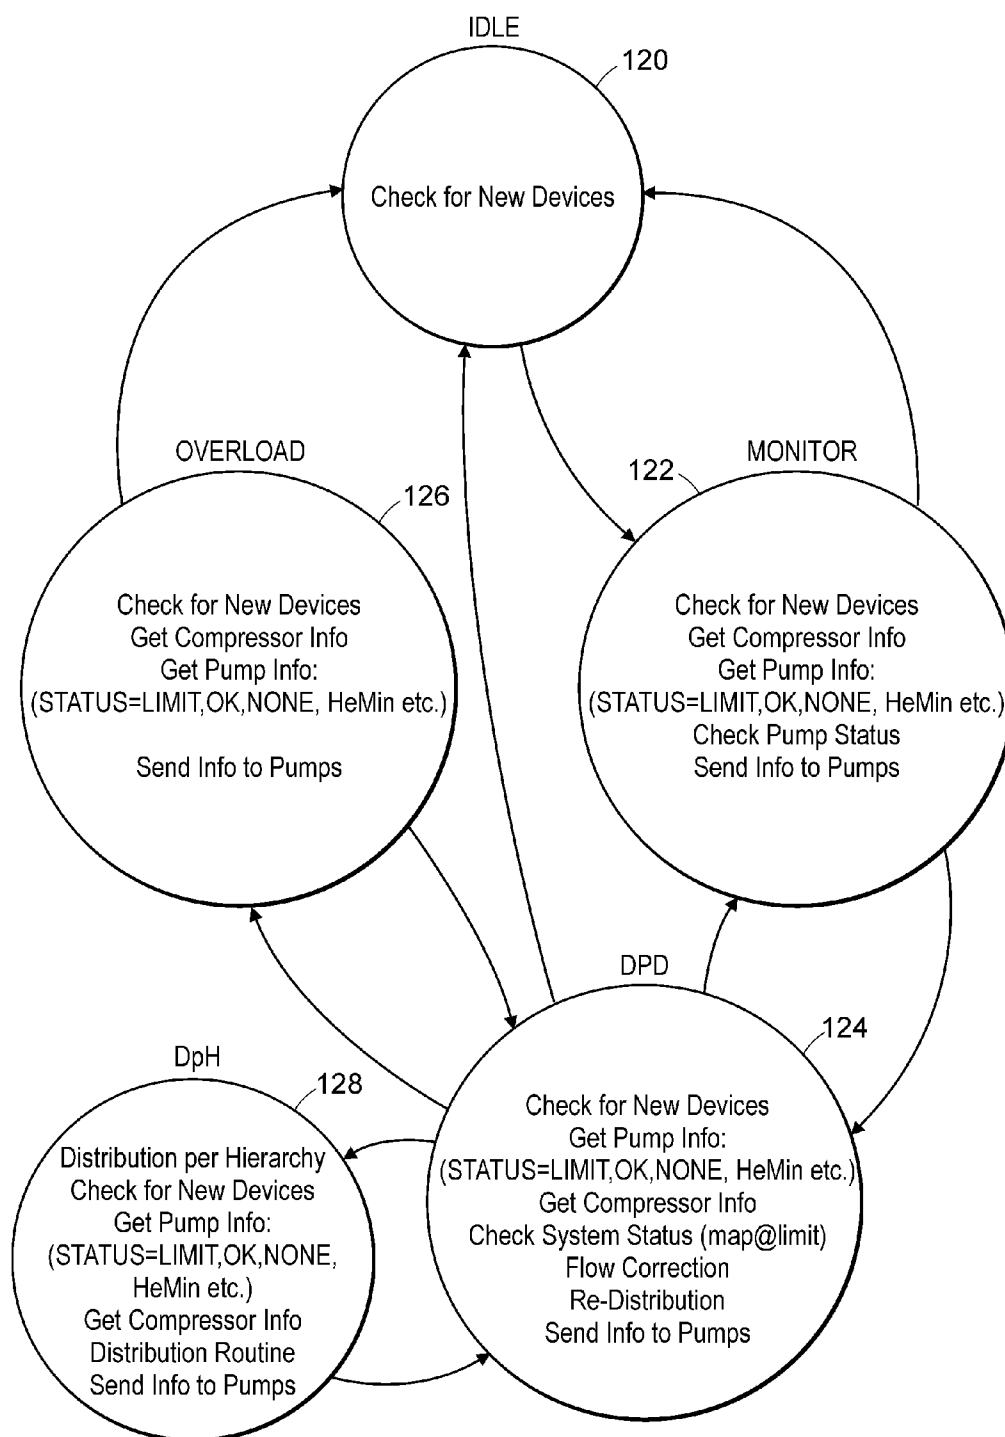 IDLE
120
Check for New Devices
OVERLOAD
126
Check for New Devices
Get Compressor Info
Get Pump Info:
(STATUS=LIMIT,OK,NONE, HeMin etc.)
Send Info to Pumps
MONITOR
122
Check for New Devices
Get Compressor Info
Get Pump Info:
(STATUS=LIMIT,OK,NONE, HeMin etc.)
Check Pump Status
Send Info to Pumps
DPD
124
Check for New Devices
Get Pump Info:
(STATUS=LIMIT,OK,NONE, HeMin etc.)
Get Compressor Info
Check System Status (map@limit)
Flow Correction
Re-Distribution
Send Info to Pumps
DpH
128
Distribution per Hierarchy
Check for New Devices
Get Pump Info:
(STATUS=LIMIT,OK,NONE,
HeMin etc.)
Get Compressor Info
Distribution Routine
Send Info to Pumps